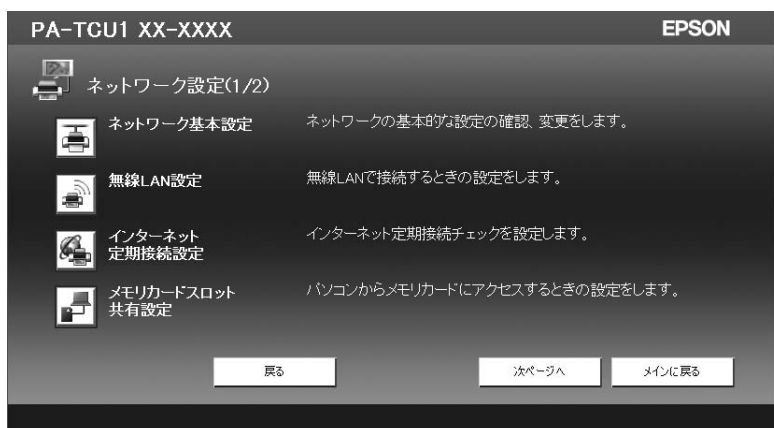 PA-TCU1 XX-XXXX
EPSON
ネットワーク設定(1/2)
ネットワーク基本設定
ネットワークの基本的な設定の確認、変更をします。
無線LAN設定
無線LANで接続するときの設定をします。
インターネット
定期接続設定
インターネット定期接続チェックを設定します。
メモリカードスロット
共有設定
パソコンからメモリカードにアクセスするときの設定をします。
戻る
次ページへ
メインに戻る